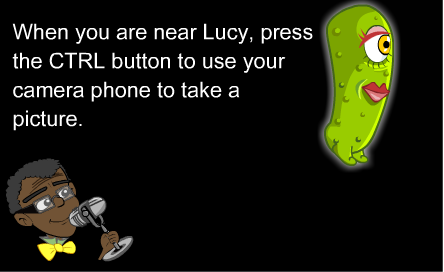 When you are near Lucy, press
the CTRL button to use your
camera phone to take a
picture.